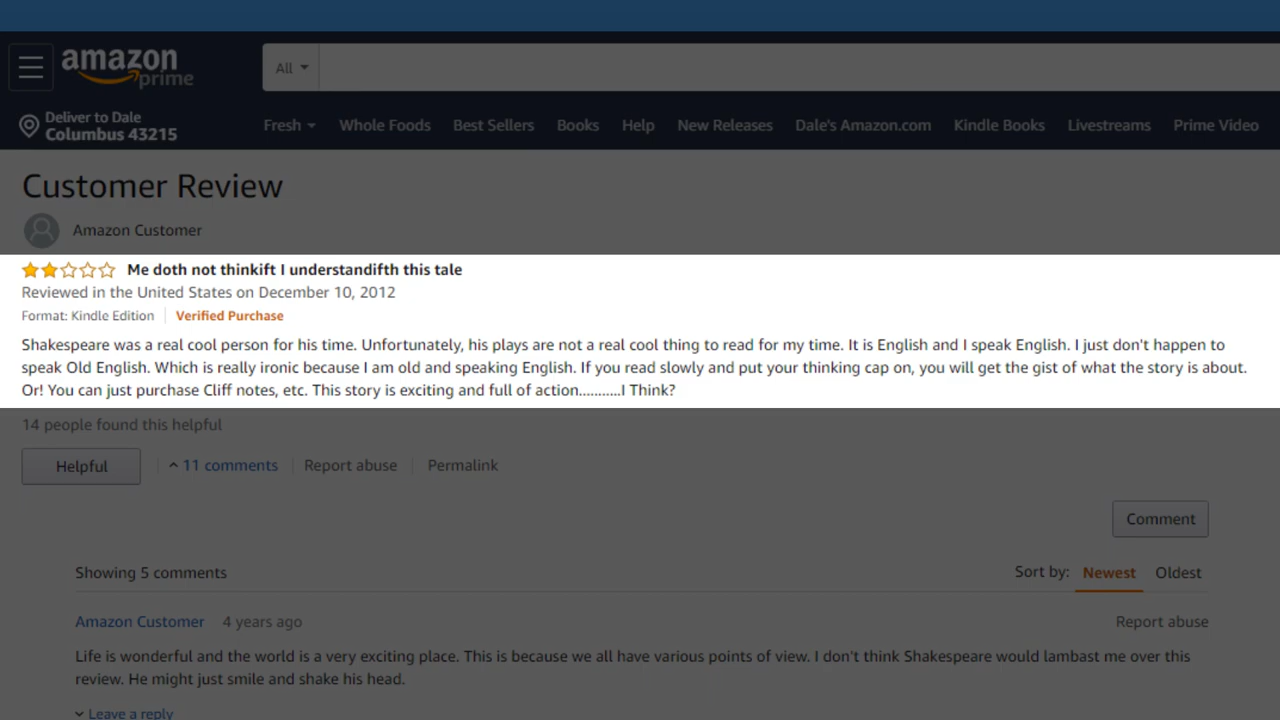 amazon prime
All
Deliver to Dale
Columbus 43215
Fresh Whole Foods Best Sellers Books Help New Releases Dale's Amazon.com Kindle Books Livestreams Prime Video
Customer Review
Amazon Customer
Me doth not thinkift I understandifth this tale
Reviewed in the United States on December 10, 2012
Format: Kindle Edition Verified Purchase
Shakespeare was a real cool person for his time. Unfortunately, his plays are not a real cool thing to read for my time. It is English and I speak English. I just don't happen to
speak Old English. Which is really ironic because I am old and speaking English. If you read slowly and put your thinking cap on, you will get the gist of what the story is about.
Or! You can just purchase Cliff notes, etc. This story is exciting and full of action...........I Think?
14 people found this helpful
Helpful 11 comments Report abuse Permalink
Comment
Showing 5 comments Sort by: Newest Oldest
Amazon Customer 4 years ago Report abuse
Life is wonderful and the world is a very exciting place. This is because we all have various points of view. I don't think Shakespeare would lambast me over this
review. He might just smile and shake his head.
Leave a reply